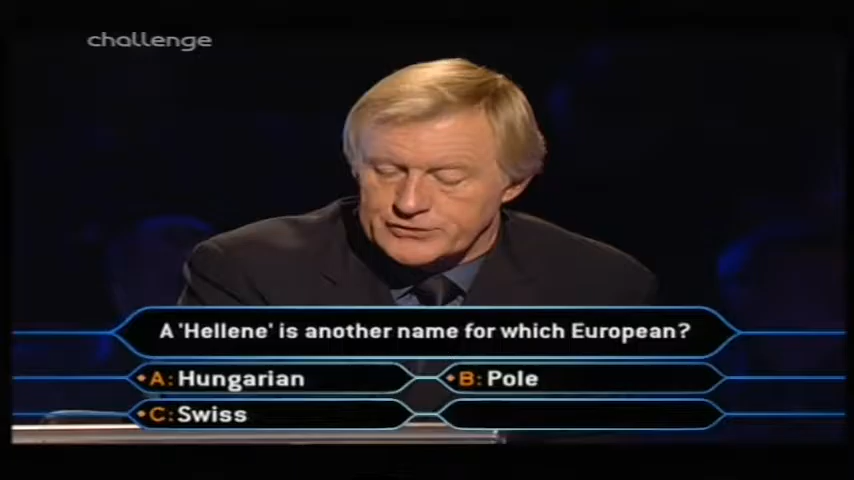 challenge
A 'Hellene' is another name for which European?
A: Hungarian
B: Pole
C: Swiss